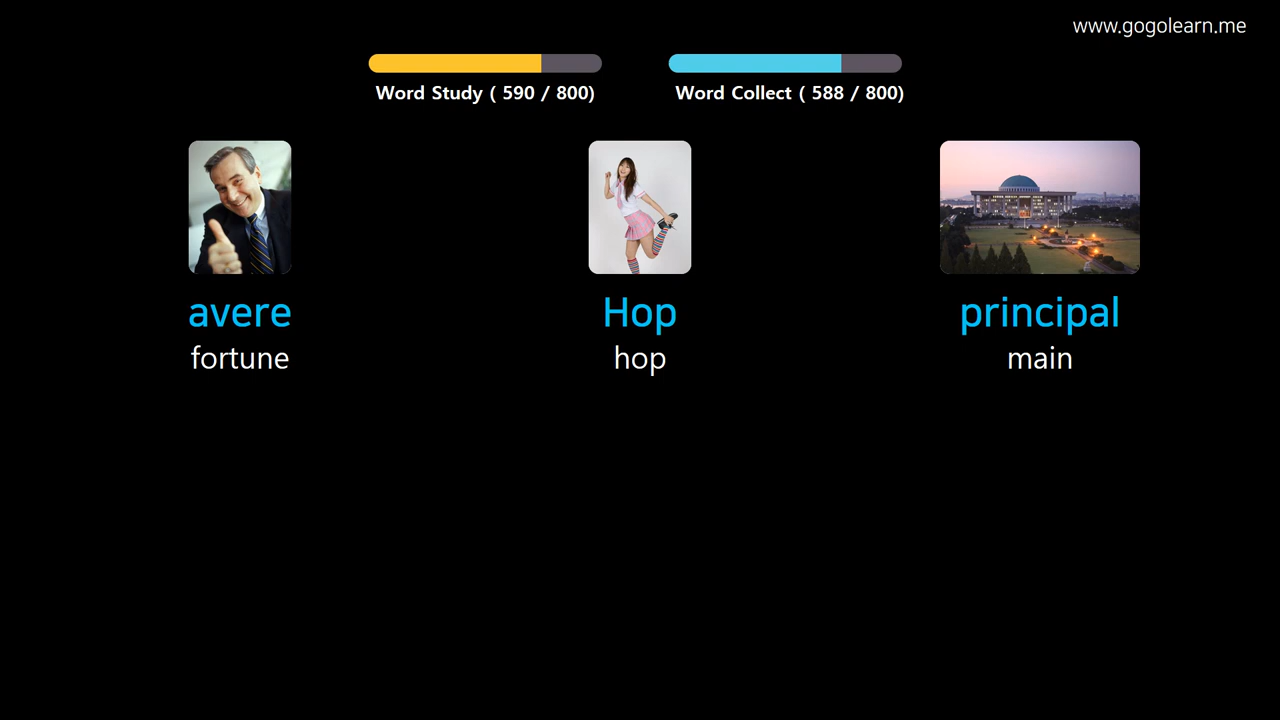 www.gogolearn.me
Word Study ( 590 / 800)
Word Collect ( 588 / 800)
avere
fortune
Hop
hop
principal
main